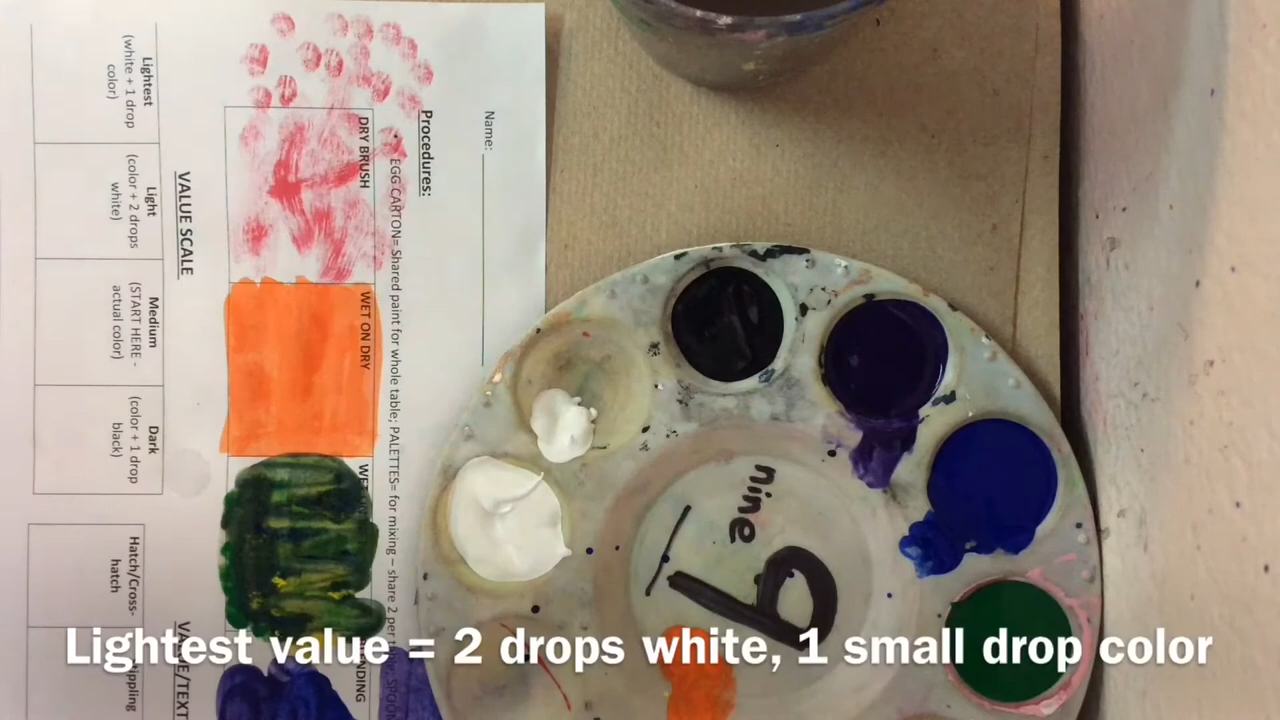 Name:
Procedures:
EGG CARTON= Shared paint for whole table; PALETTES= for mixing – share 2 per
DRY BRUSH
WET ON DRY
VALUE SCALE
Lightest
(white + 1 drop
color)
Light
(color + 2 drops
white)
Medium
(START HERE -
actual color)
Dark
(color + 1 drop
black)
VALUE/TEXT
Hatch/Cross-
hatch
nine
9
Lightest value = 2 drops white, 1 small drop color